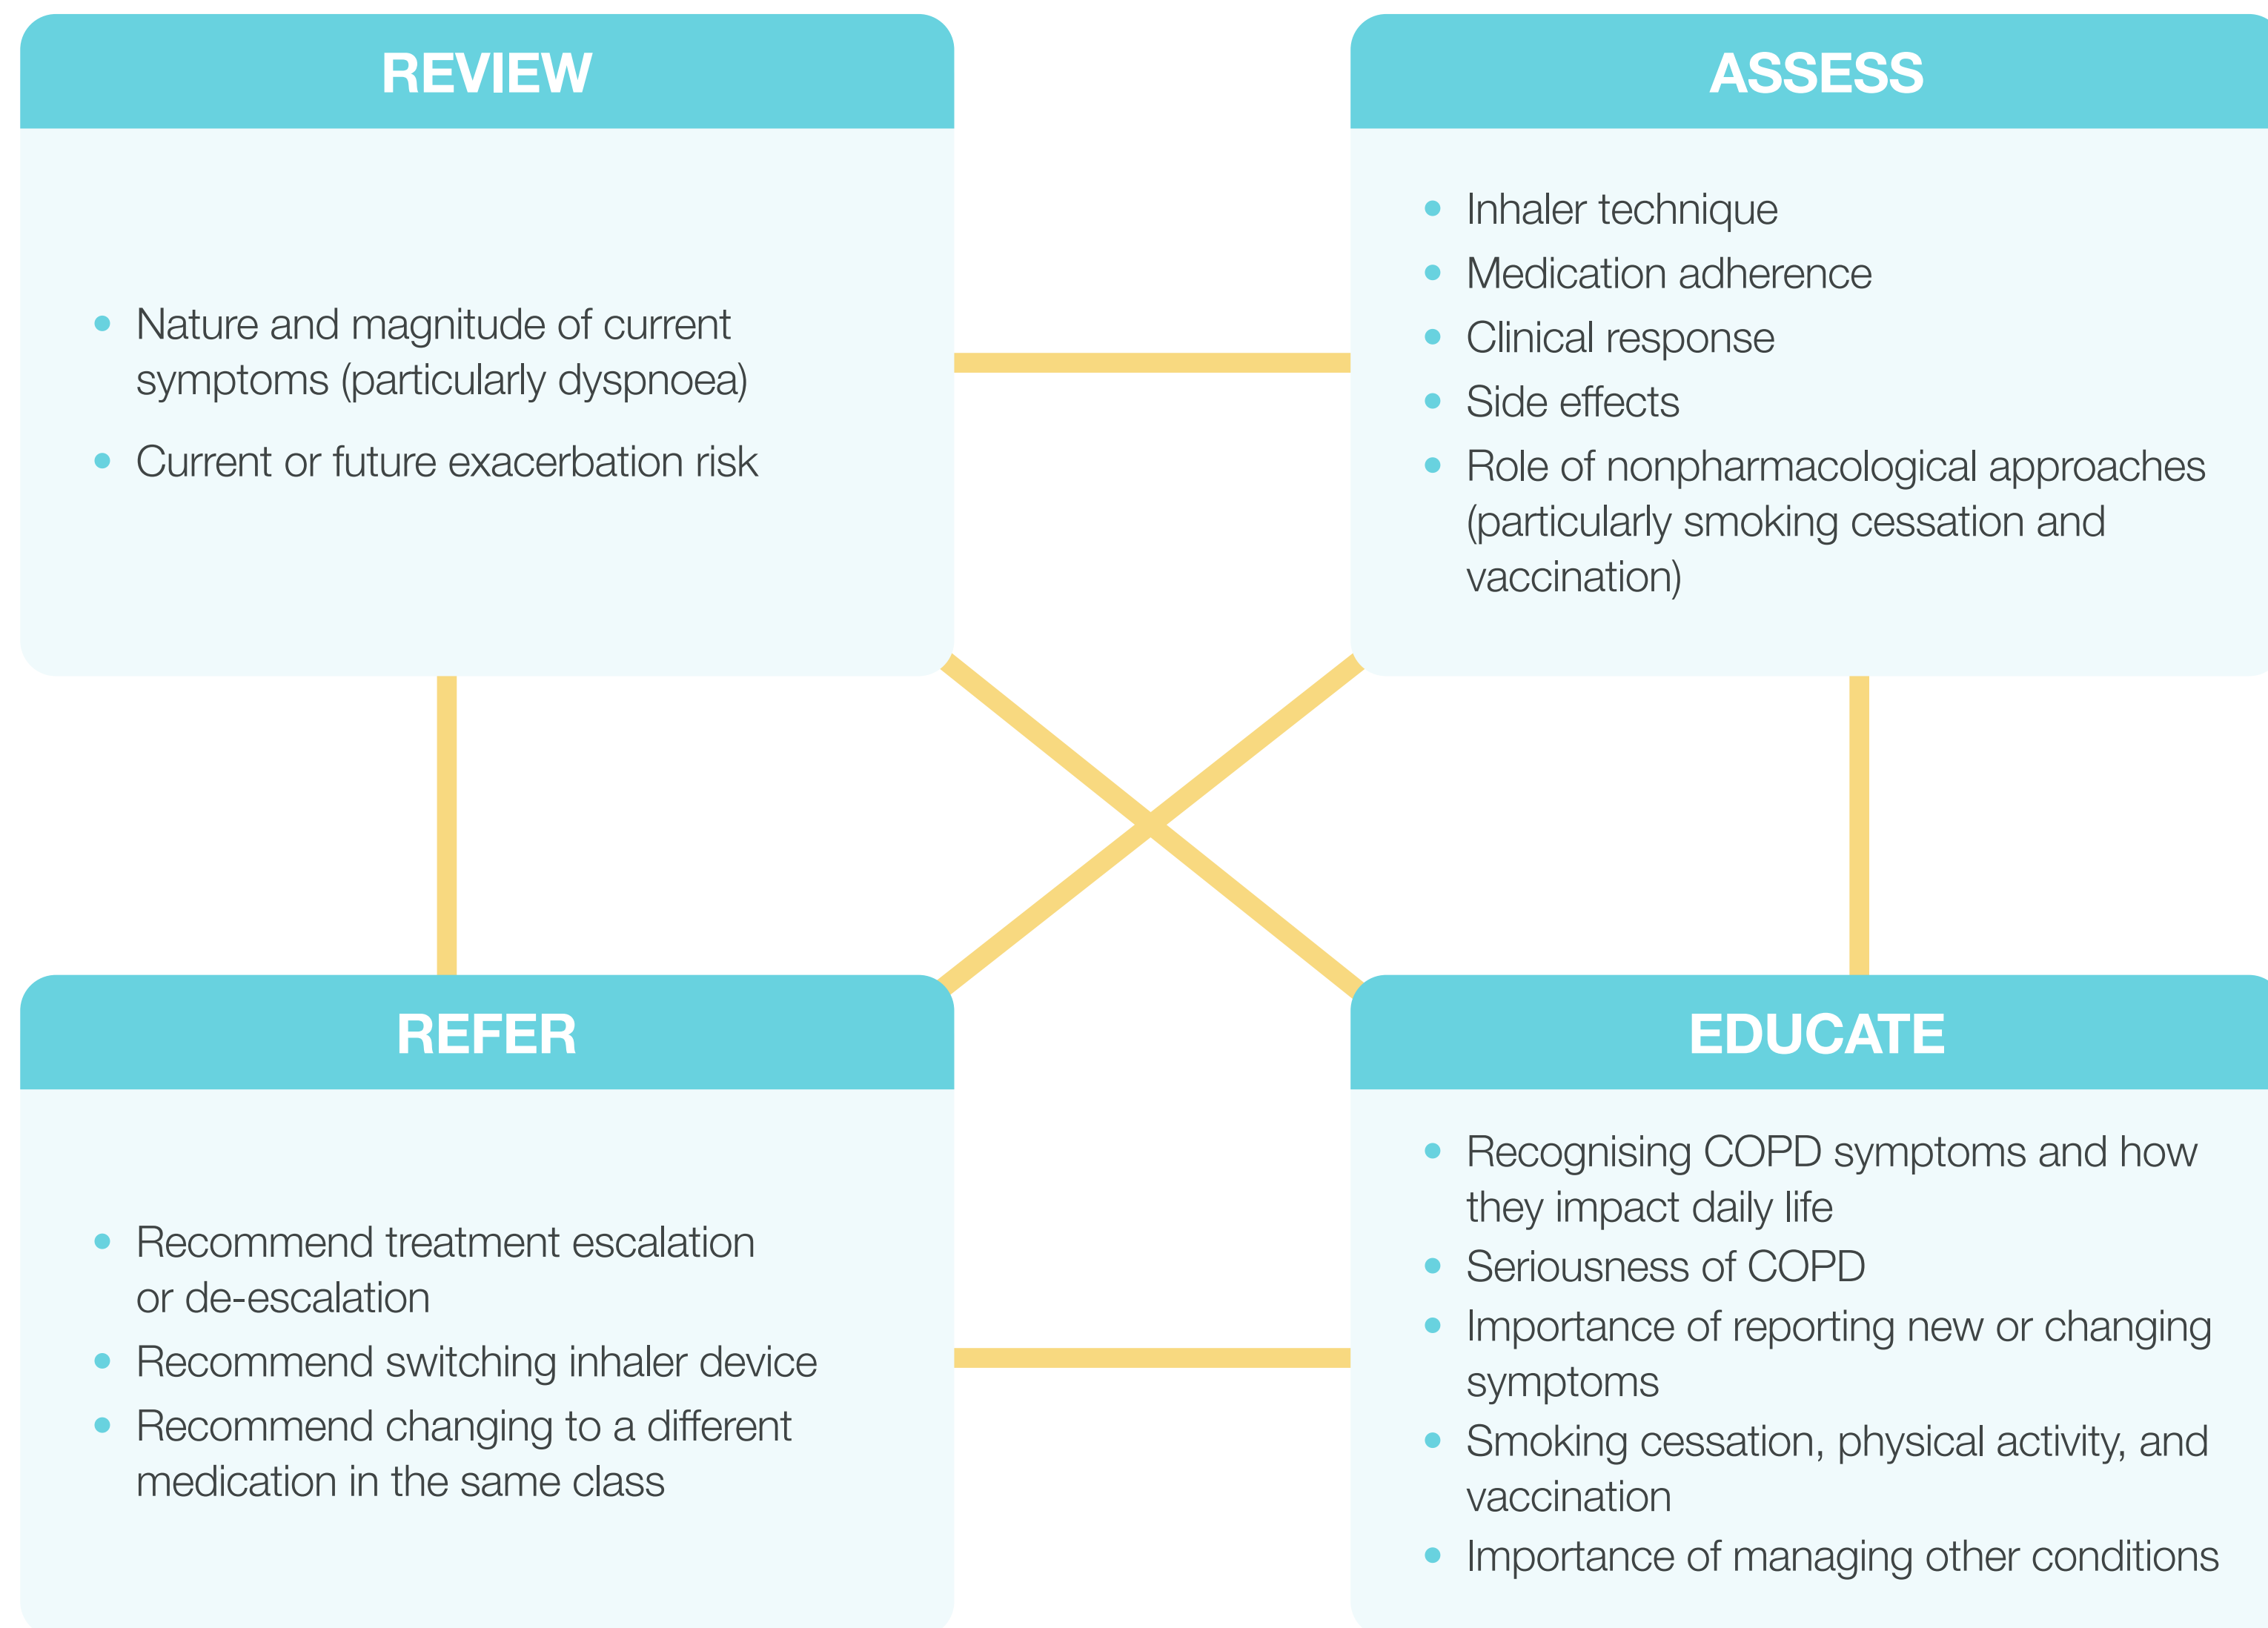 REVIEW
• Nature and magnitude of current
symptoms (particularly dyspnoea)
• Current or future exacerbation risk
ASSESS
• Inhaler technique
• Medication adherence
• Clinical response
• Side effects
• Role of nonpharmacological approaches
(particularly smoking cessation and
vaccination)
REFER
• Recommend treatment escalation
or de-escalation
• Recommend switching inhaler device
• Recommend changing to a different
medication in the same class
EDUCATE
• Recognising COPD symptoms and how
they impact daily life
• Seriousness of COPD
• Importance of reporting new or changing
symptoms
• Smoking cessation, physical activity, and
vaccination
• Importance of managing other conditions